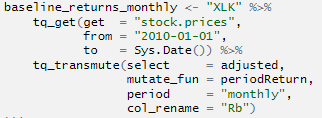 baseline_returns_monthly <- "XLK" %>%
    tq_get(get  = "stock.prices",
           from = "2010-01-01",
           to   = Sys.Date()) %>%
    tq_transmute(select     = adjusted,
                 mutate_fun = periodReturn,
                 period     = "monthly",
                 col_rename = "Rb")